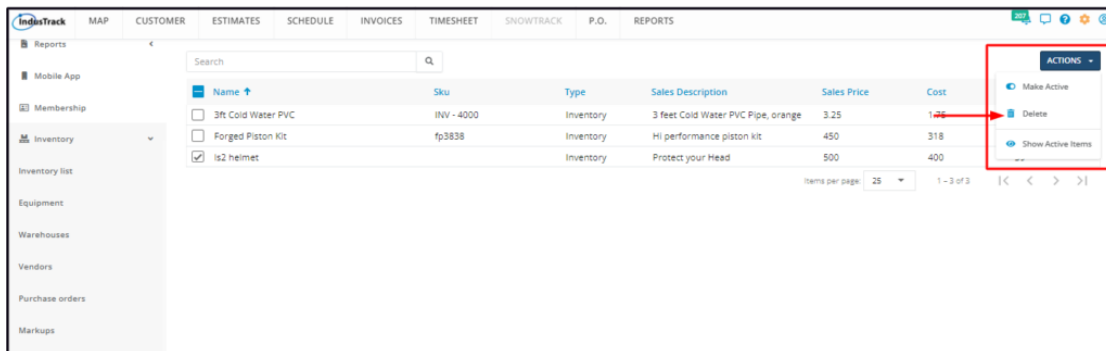 IndusTrack MAP CUSTOMER ESTIMATES SCHEDULE INVOICES TIMESHEET SNOWTRACK P.O. REPORTS 207
Reports
Mobile App
Membership
Inventory
Inventory list
Equipment
Warehouses
Vendors
Purchase orders
Markups
Search
ACTIONS
Make Active
Delete
Show Active Items
Name Sku Type Sales Description Sales Price Cost
3ft Cold Water PVC INV - 4000 Inventory 3 feet Cold Water PVC Pipe, orange 3.25 1.75
Forged Piston Kit fp3838 Inventory Hi performance piston kit 450 318
ls2 helmet Inventory Protect your Head 500 400
Items per page: 25 1 – 3 of 3